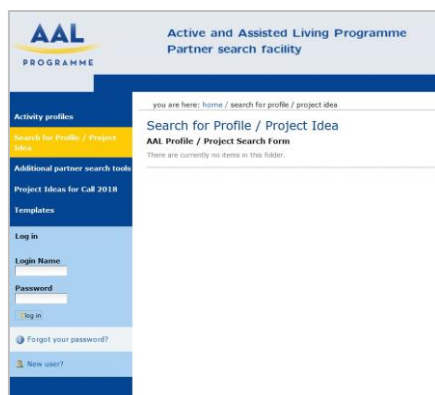 AAL
PROGRAMME
Active and Assisted Living Programme
Partner search facility
you are here: home / search for profile / project idea
Activity profiles
Search for Profile / Project
Idea
Additional partner search tools
Project Ideas for Call 2018
Templates
Log in
Login Name
Password
log in
Forgot your password?
New user?
Search for Profile / Project Idea
AAL Profile / Project Search Form
There are currently no items in this folder.